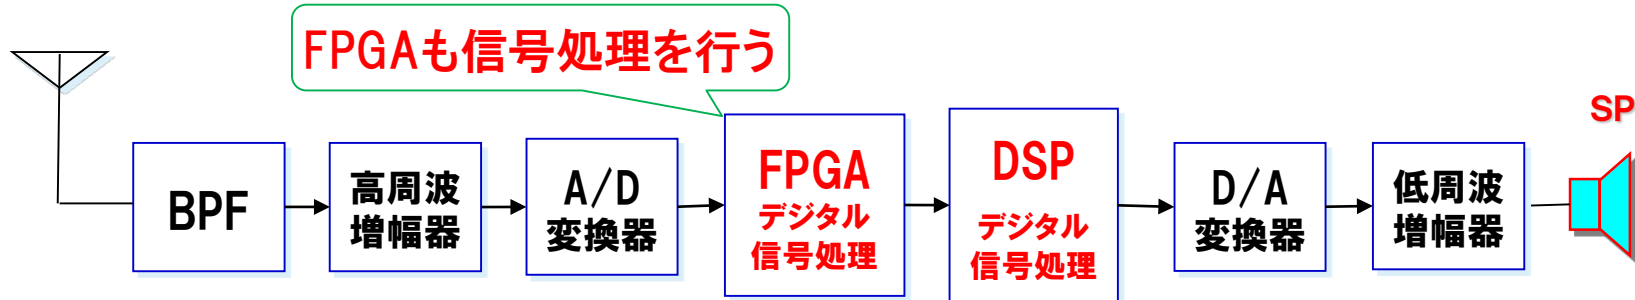 FPGAも信号処理を行う
BPF
高周波
増幅器
A/D
変換器
FPGA
デジタル
信号処理
DSP
デジタル
信号処理
D/A
変換器
低周波
増幅器
SP